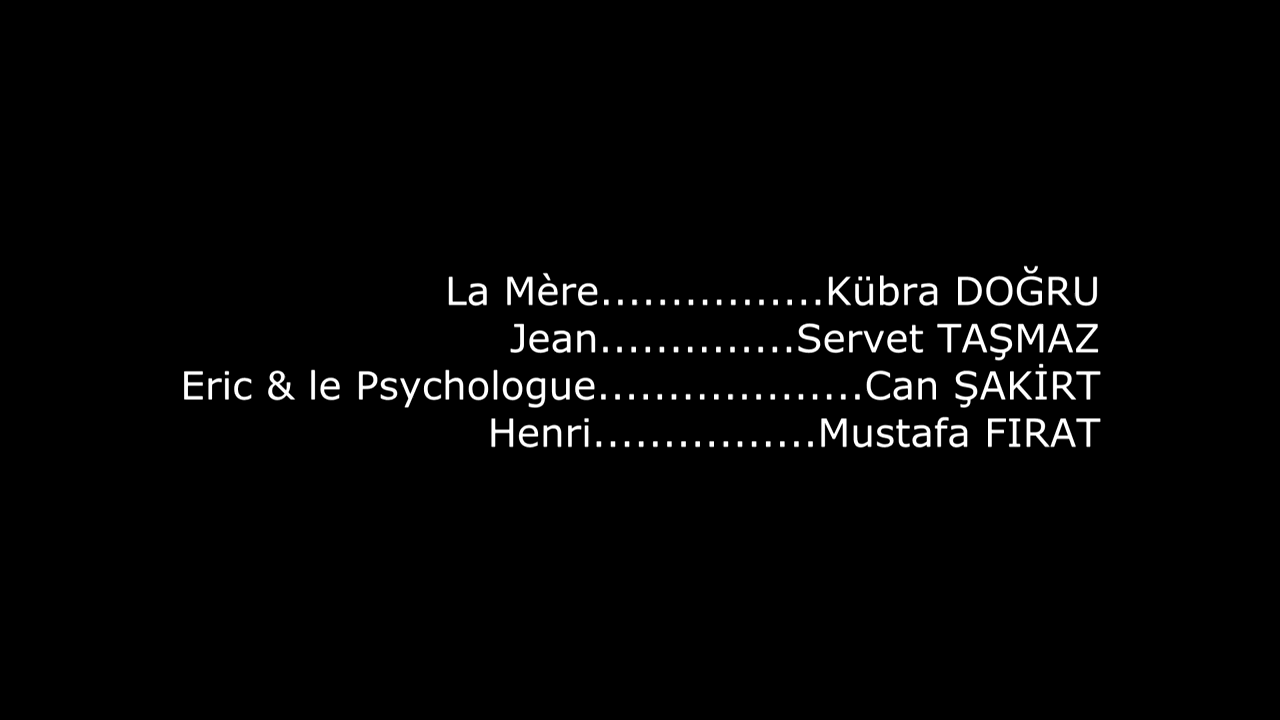 La Mère................Kübra DOĞRU
Jean..............Servet TAŞMAZ
Eric & le Psychologue...................Can ŞAKİRT
Henri................Mustafa FIRAT